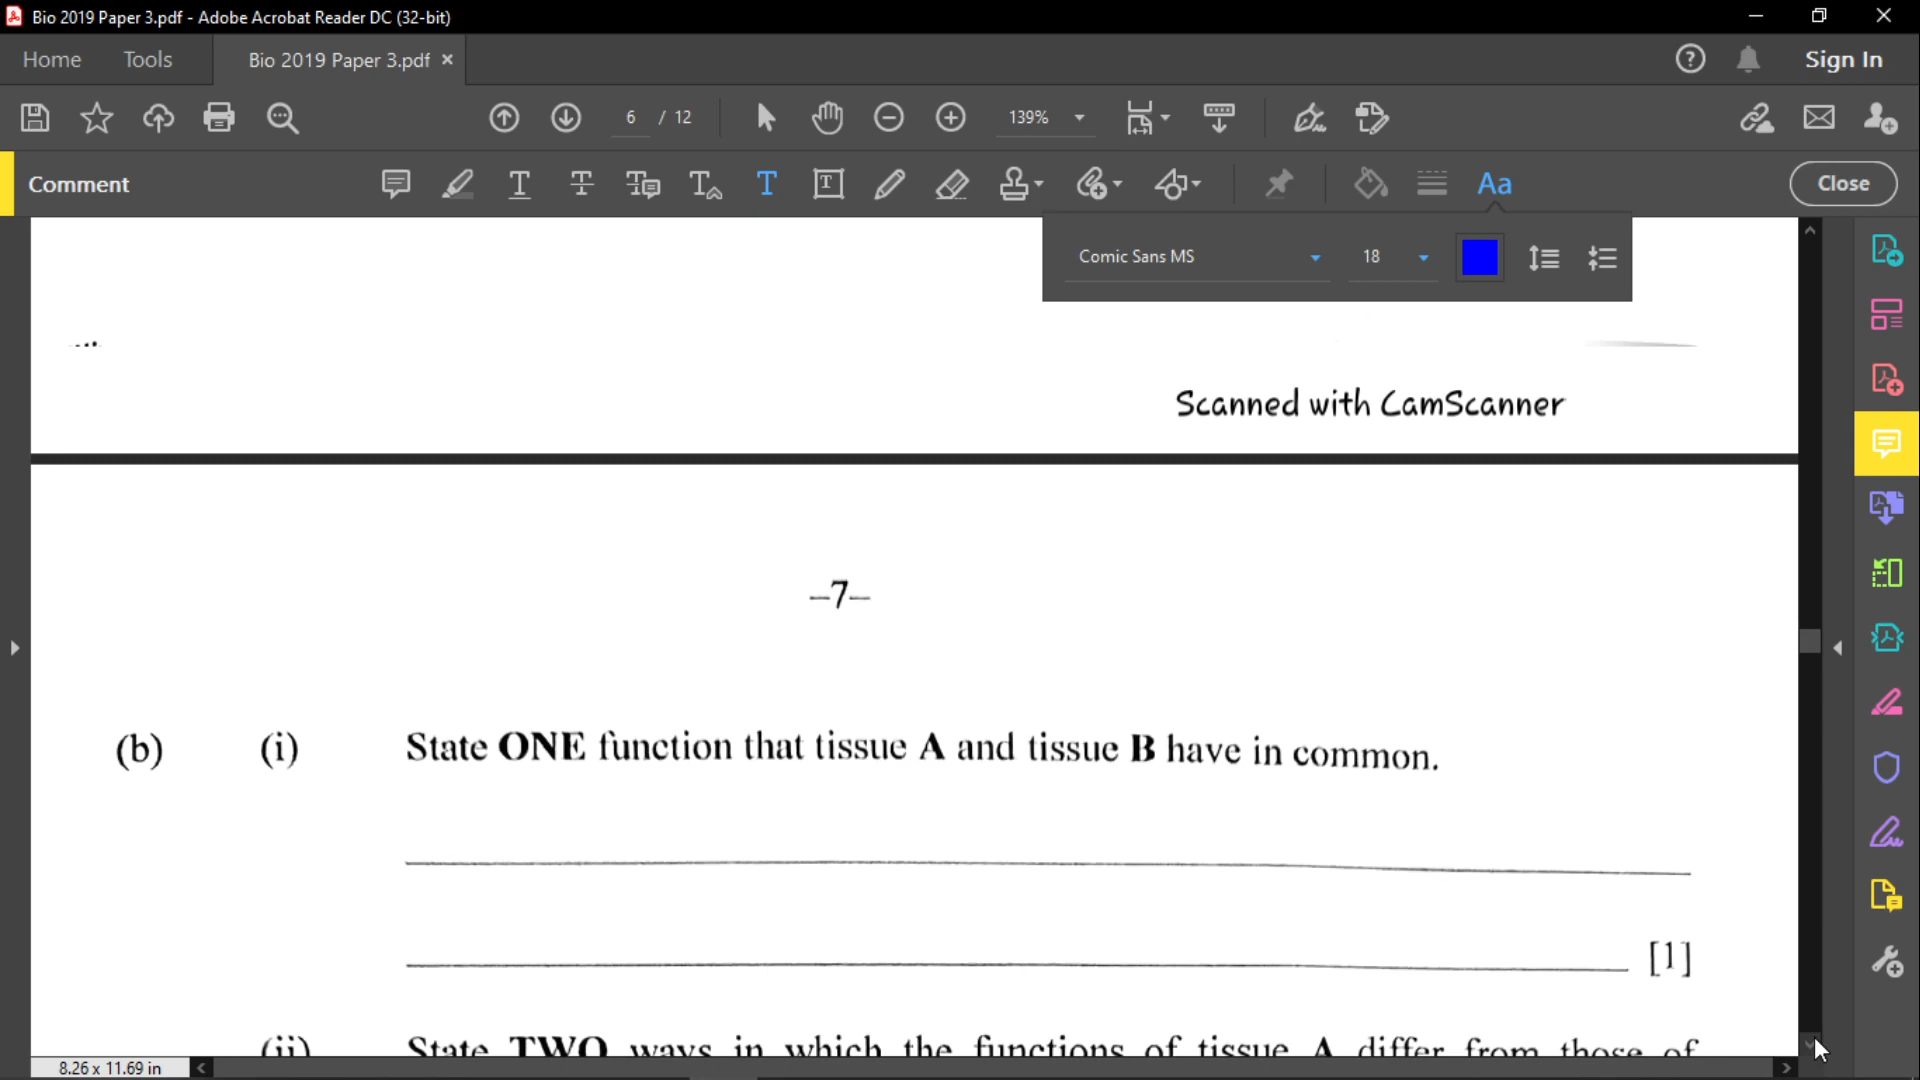 Bio 2019 Paper 3.pdf - Adobe Acrobat Reader DC (32-bit)
Home Tools Bio 2019 Paper 3.pdf × Sign In
6 / 12 139%
Comment Close
Comic Sans MS 18
Scanned with CamScanner
–7–
(b) (i) State ONE function that tissue A and tissue B have in common.
[1]
(ii) State TWO ways in which the functions of tissue A differ from those of
8.26 x 11.69 in